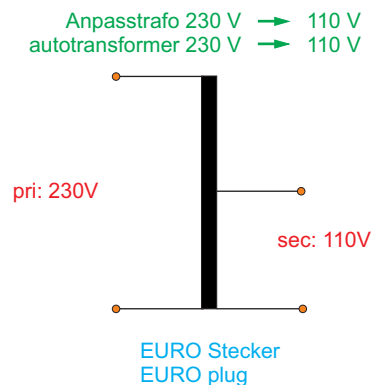 Anpasstrafo 230 V → 110 V
autotransformer 230 V → 110 V
pri: 230V
sec: 110V
EURO Stecker
EURO plug